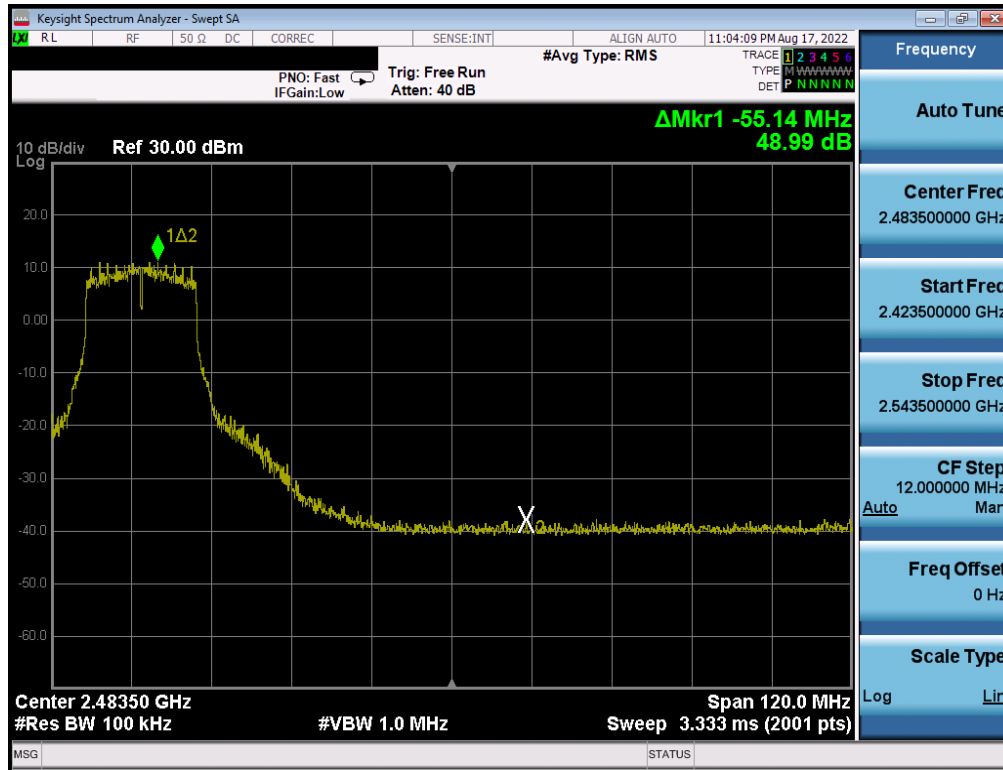 Keysight Spectrum Analyzer - Swept SA
LXI RL RF 50 Ω DC CORREC SENSE:INT ALIGN AUTO 11:04:09 PM Aug 17, 2022
PNO: Fast
IFGain:Low
Trig: Free Run
Atten: 40 dB
#Avg Type: RMS
TRACE 1 2 3 4 5 6
TYPE M WWWWW
DET P N N N N N
ΔMkr1 -55.14 MHz
48.99 dB
10 dB/div
Log
Ref 30.00 dBm
1Δ2
20.0
10.0
0.00
-10.0
-20.0
-30.0
-40.0
-50.0
-60.0
X2
Center 2.48350 GHz
#Res BW 100 kHz
#VBW 1.0 MHz
Span 120.0 MHz
Sweep 3.333 ms (2001 pts)
MSG
STATUS
Frequency
Auto Tune
Center Freq
2.483500000 GHz
Start Freq
2.423500000 GHz
Stop Freq
2.543500000 GHz
CF Step
12.000000 MHz
Auto Man
Freq Offset
0 Hz
Scale Type
Log Lin